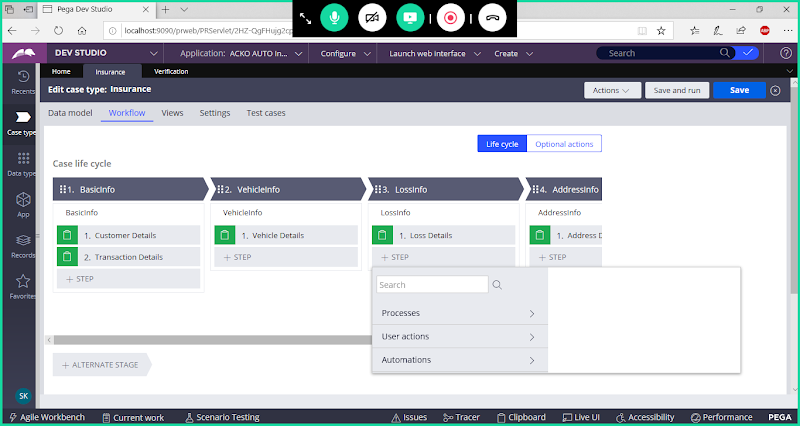 Pega Dev Studio
localhost:9090/prweb/PRServlet/2HZ-QgFHujg2cp
DEV STUDIO
Application: ACKO AUTO In...
Configure
Launch web interface
Create
Search
Recents
Case type
Data type
App
Records
Favorites
SK
Home
Insurance
Verification
Edit case type: Insurance
Actions
Save and run
Save
Data model
Workflow
Views
Settings
Test cases
Life cycle
Optional actions
Case life cycle
1. BasicInfo
2. VehicleInfo
3. LossInfo
4. AddressInfo
BasicInfo
VehicleInfo
LossInfo
AddressInfo
1. Customer Details
1. Vehicle Details
1. Loss Details
1. Address D
2. Transaction Details
+ STEP
+ STEP
+ STEP
+ STEP
Search
Processes
User actions
Automations
+ ALTERNATE STAGE
Agile Workbench
Current work
Scenario Testing
Issues
Tracer
Clipboard
Live UI
Accessibility
Performance
PEGA